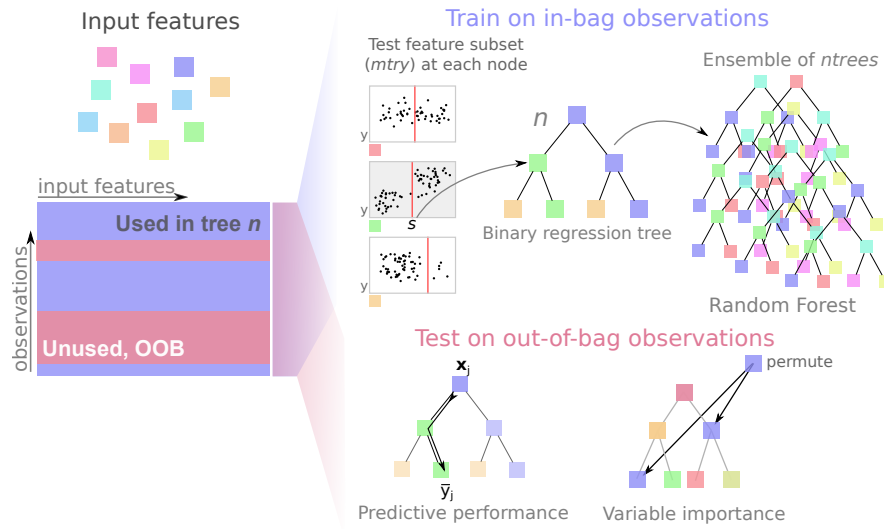 Input features
input features
observations
Used in tree n
Unused, OOB
Train on in-bag observations
Test feature subset
(mtry) at each node
y
y
s
y
n
Binary regression tree
Ensemble of ntrees
Random Forest
Test on out-of-bag observations
xj
y̅j
Predictive performance
permute
Variable importance